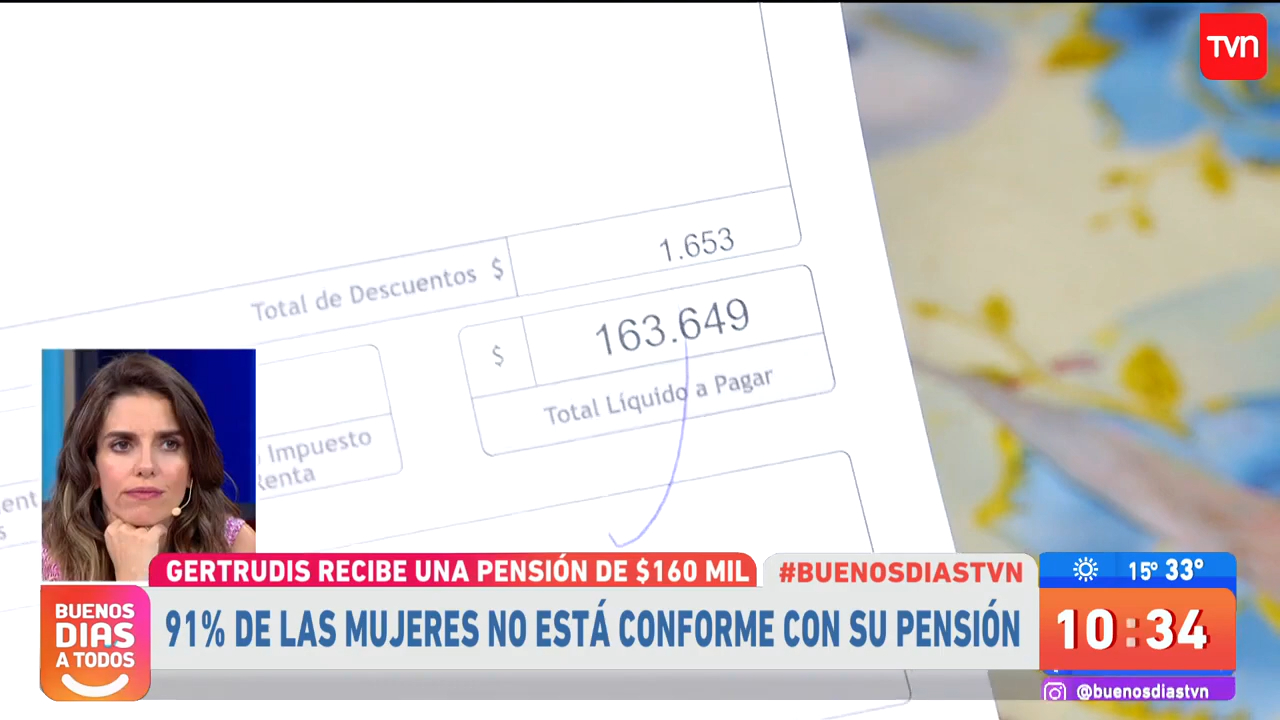 TVN
1.653
Total de Descuentos $
$ 163.649
Total Líquido a Pagar
Impuesto
Renta
GERTRUDIS RECIBE UNA PENSIÓN DE $160 MIL
#BUENOSDIASTVN
15° 33°
BUENOS
DIAS
A TODOS
91% DE LAS MUJERES NO ESTÁ CONFORME CON SU PENSIÓN
10:34
@buenosdiastvn